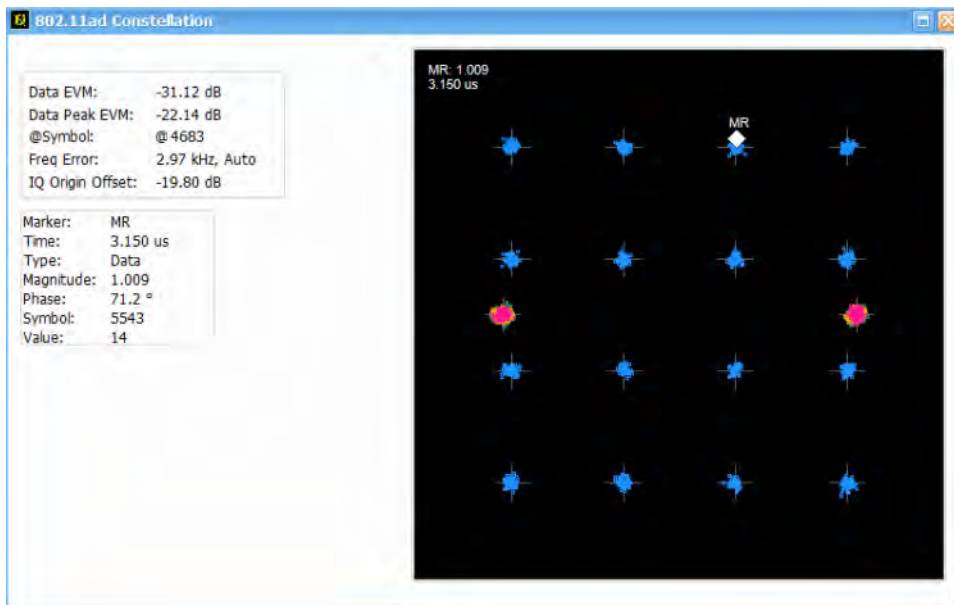 802.11ad Constellation
Data EVM: -31.12 dB
Data Peak EVM: -22.14 dB
@Symbol: @ 4683
Freq Error: 2.97 kHz, Auto
IQ Origin Offset: -19.80 dB
Marker: MR
Time: 3.150 us
Type: Data
Magnitude: 1.009
Phase: 71.2 °
Symbol: 5543
Value: 14
MR: 1.009
3.150 us
MR